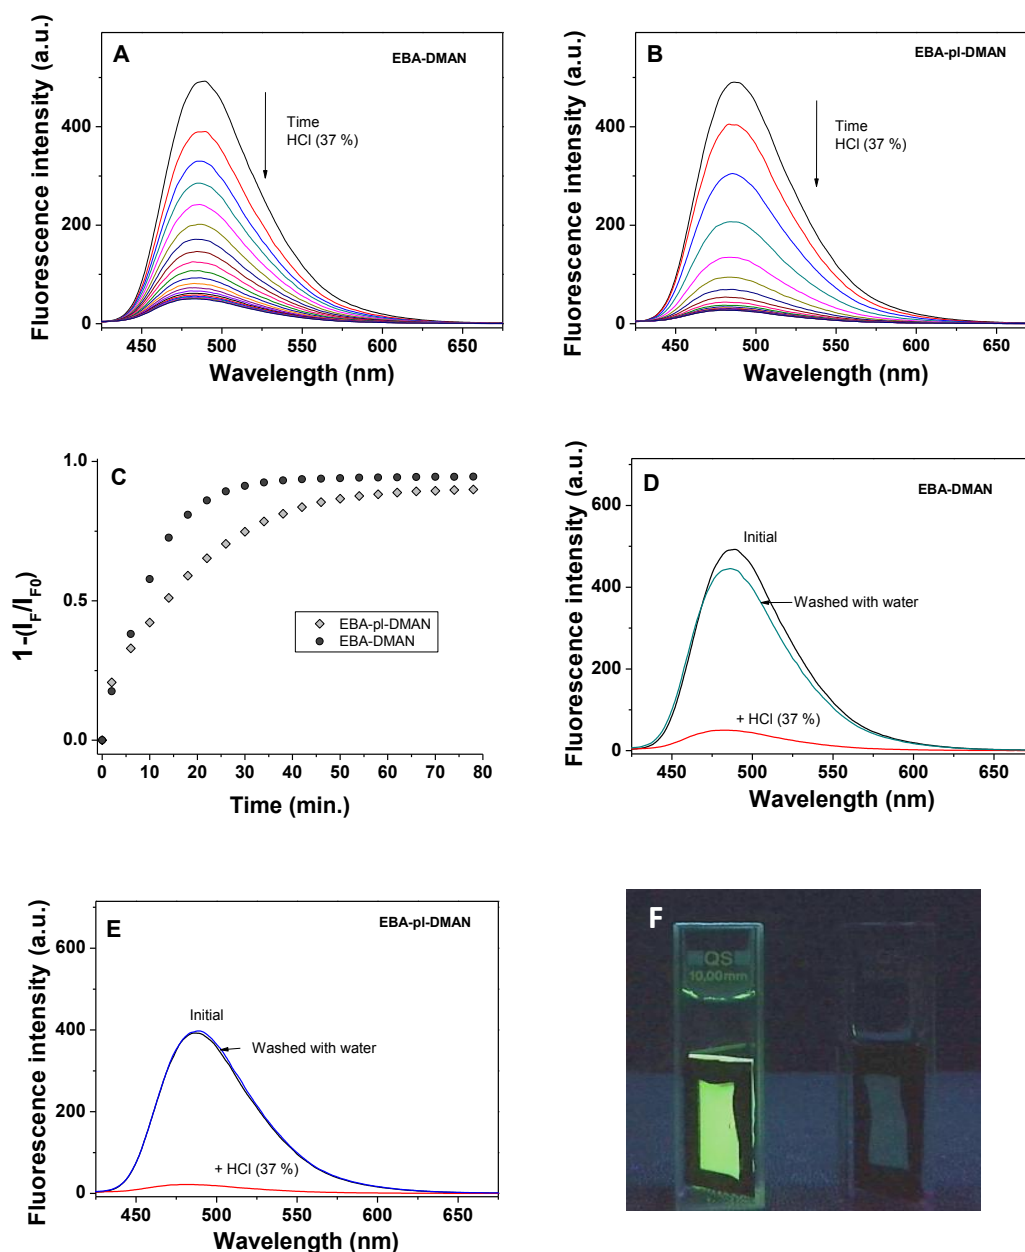 A
EBA-DMAN
Time
HCl (37 %)
Fluorescence intensity (a.u.)
400
200
0
450 500 550 600 650
Wavelength (nm)
B
EBA-pl-DMAN
Time
HCl (37 %)
Fluorescence intensity (a.u.)
400
200
0
450 500 550 600 650
Wavelength (nm)
C
1-(I_F/I_F0)
1.0
0.5
0.0
EBA-pl-DMAN
EBA-DMAN
0 10 20 30 40 50 60 70 80
Time (min.)
D
EBA-DMAN
Fluorescence intensity (a.u.)
600
400
200
0
Initial
Washed with water
+ HCl (37 %)
450 500 550 600 650
Wavelength (nm)
E
EBA-pl-DMAN
Fluorescence intensity (a.u.)
600
400
200
0
Initial
Washed with water
+ HCl (37 %)
450 500 550 600 650
Wavelength (nm)
F
QS
10,00mm